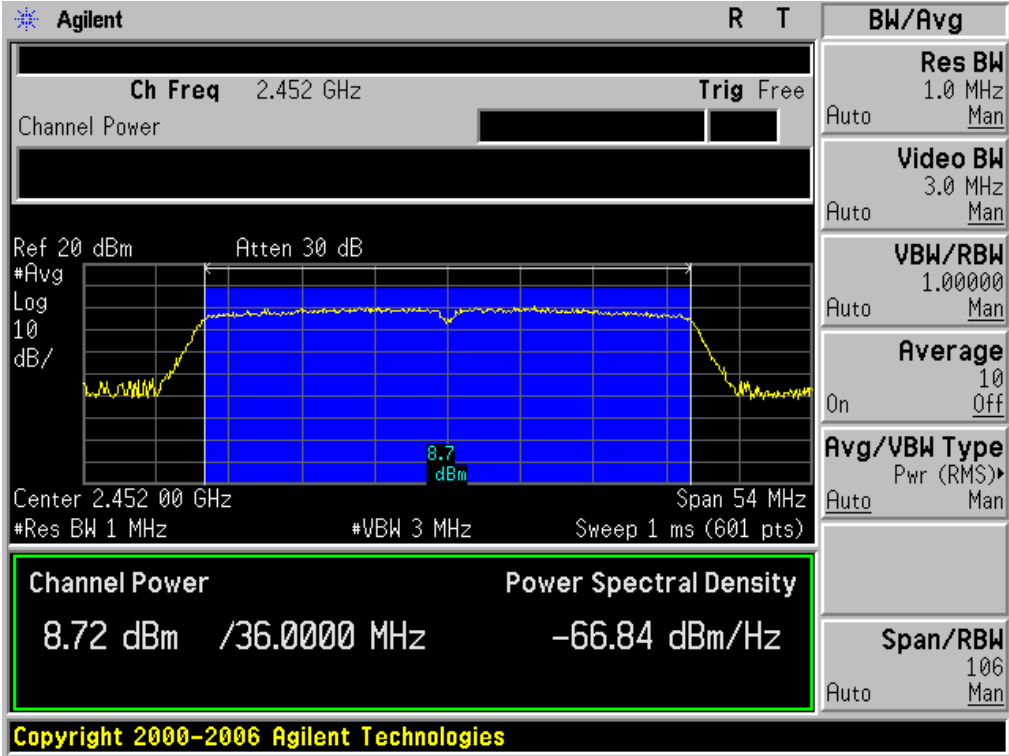 Agilent R T
Ch Freq 2.452 GHz Trig Free
Channel Power
Ref 20 dBm Atten 30 dB
#Avg
Log
10
dB/
8.7
dBm
Center 2.452 00 GHz Span 54 MHz
#Res BW 1 MHz #VBW 3 MHz Sweep 1 ms (601 pts)
Channel Power Power Spectral Density
8.72 dBm /36.0000 MHz -66.84 dBm/Hz
Copyright 2000-2006 Agilent Technologies
BW/Avg
Res BW
1.0 MHz
Auto Man
Video BW
3.0 MHz
Auto Man
VBW/RBW
1.00000
Auto Man
Average
10
On Off
Avg/VBW Type
Pwr (RMS)▸
Auto Man
Span/RBW
106
Auto Man